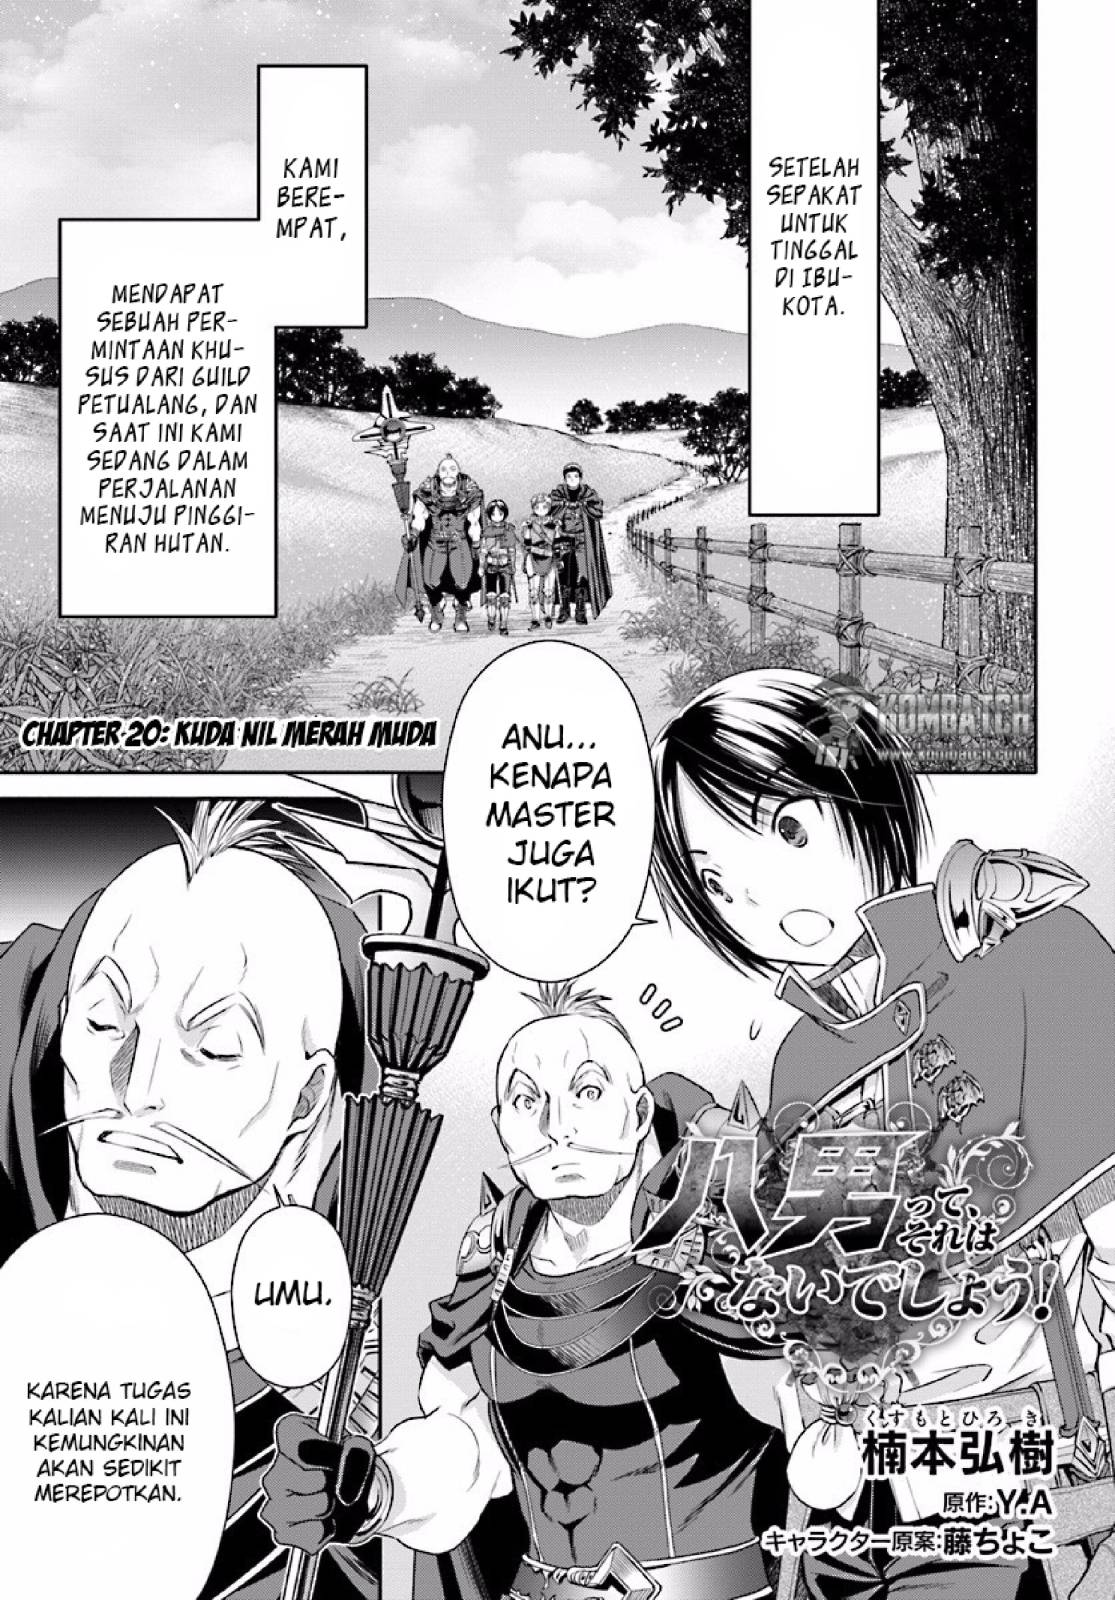 SETELAH
SEPAKAT
UNTUK
TINGGAL
DI IBU-
KOTA.
KAMI
BERE-
MPAT,
MENDAPAT
SEBUAH PER-
MINTAAN KHU-
SUS DARI GUILD
PETUALANG, DAN
SAAT INI KAMI
SEDANG DALAM
PERJALANAN
MENUJU PINGGI-
RAN HUTAN.
CHAPTER 20: KUDA NIL MERAH MUDA
ANU...
KENAPA
MASTER
JUGA
IKUT?
UMU.
KARENA TUGAS
KALIAN KALI INI
KEMUNGKINAN
AKAN SEDIKIT
MEREPOTKAN.
八男って、
それは
ないでしょう!
くすもとひろき
楠本弘樹
原作:Y.A
キャラクター原案:藤ちょこ